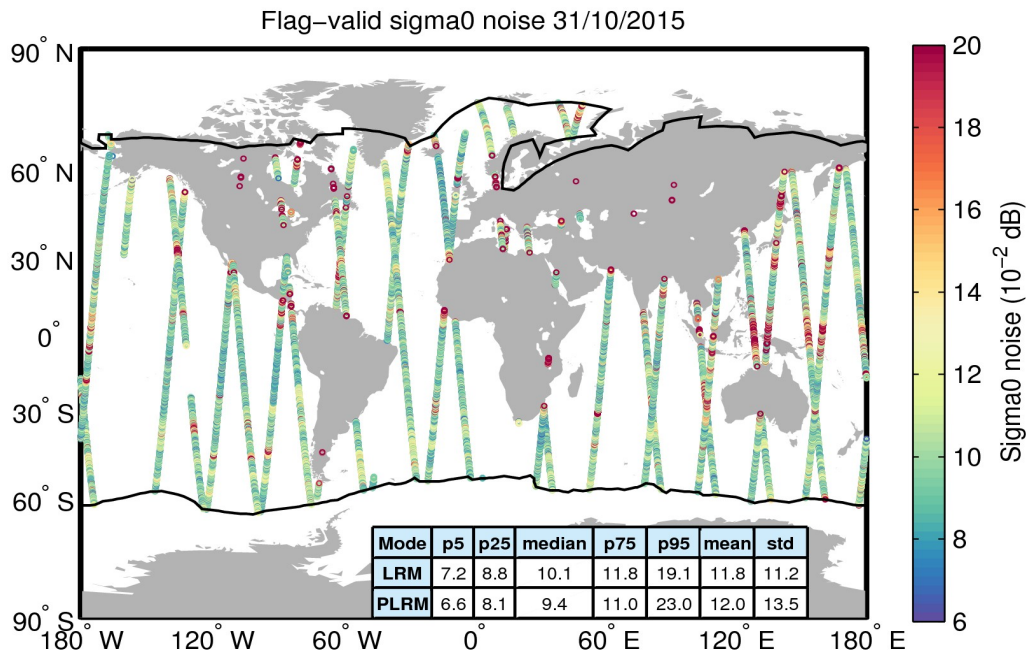 Flag-valid sigma0 noise 31/10/2015
90° N
60° N
30° N
0°
30° S
60° S
90° S
180° W
120° W
60° W
0°
60° E
120° E
180° E
Mode p5 p25 median p75 p95 mean std
LRM 7.2 8.8 10.1 11.8 19.1 11.8 11.2
PLRM 6.6 8.1 9.4 11.0 23.0 12.0 13.5
20
18
16
14
12
10
8
6
Sigma0 noise (10⁻² dB)